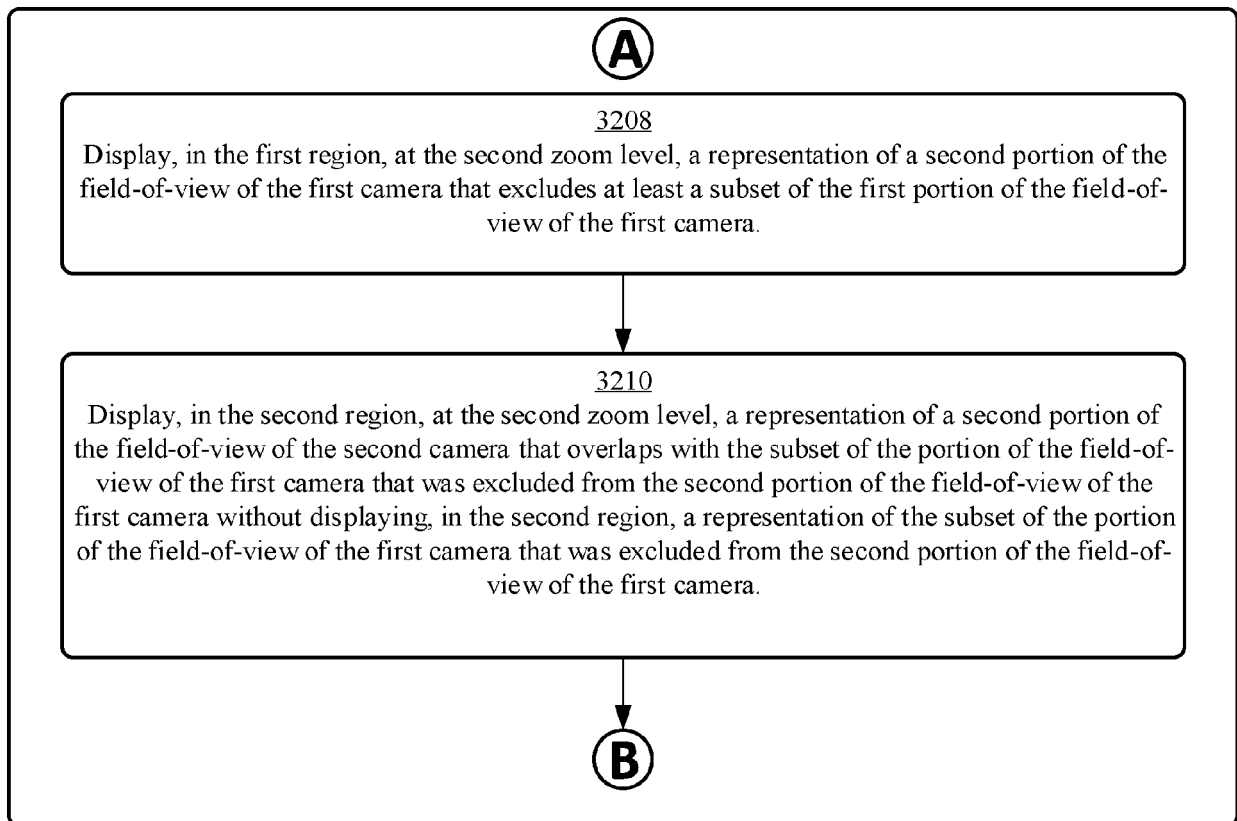 A
3208
Display, in the first region, at the second zoom level, a representation of a second portion of the
field-of-view of the first camera that excludes at least a subset of the first portion of the field-of-
view of the first camera.
3210
Display, in the second region, at the second zoom level, a representation of a second portion of
the field-of-view of the second camera that overlaps with the subset of the portion of the field-of-
view of the first camera that was excluded from the second portion of the field-of-view of the
first camera without displaying, in the second region, a representation of the subset of the portion
of the field-of-view of the first camera that was excluded from the second portion of the field-of-
view of the first camera.
B